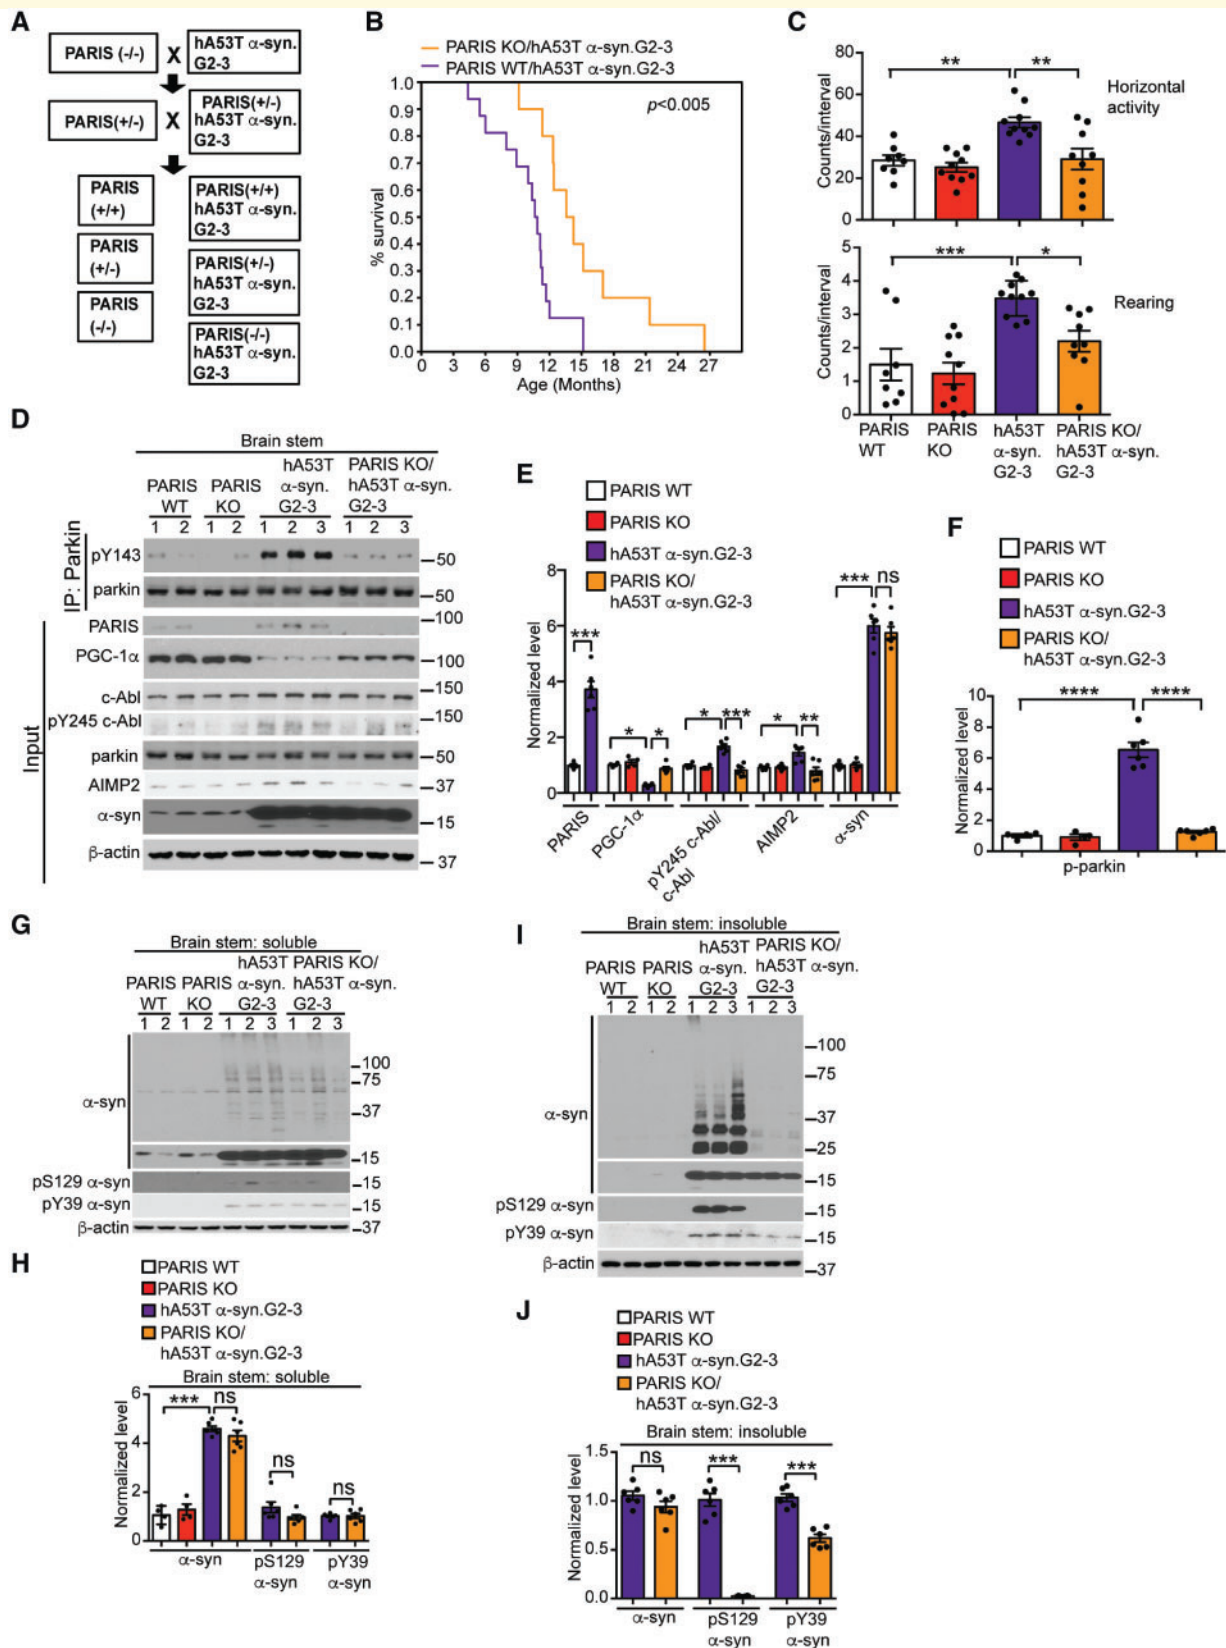 A
PARIS (-/-)
X
hA53T α-syn.
G2-3
PARIS(+/-)
X
PARIS(+/-)
hA53T α-syn.
G2-3
PARIS
(+/+)
PARIS(+/+)
hA53T α-syn.
G2-3
PARIS
(+/-)
PARIS(+/-)
hA53T α-syn.
G2-3
PARIS
(-/-)
PARIS(-/-)
hA53T α-syn.
G2-3
B
PARIS KO/hA53T α-syn.G2-3
PARIS WT/hA53T α-syn.G2-3
p<0.005
% survival
1.0
0.9
0.8
0.7
0.6
0.5
0.4
0.3
0.2
0.1
0.0
0 3 6 9 12 15 18 21 24 27
Age (Months)
C
Counts/interval
80
60
40
20
0
** **
Horizontal
activity
Counts/interval
5
4
3
2
1
0
*** *
Rearing
PARIS
WT
PARIS
KO
hA53T
α-syn.
G2-3
PARIS KO/
hA53T α-syn.
G2-3
D
Brain stem
PARIS
WT
PARIS
KO
hA53T
α-syn.
G2-3
PARIS KO/
hA53T α-syn.
G2-3
1 2 1 2 1 2 3 1 2 3
IP: Parkin
pY143 50
parkin 50
Input
PARIS 100
PGC-1α 100
c-Abl 150
pY245 c-Abl 150
parkin 50
AIMP2 37
α-syn 15
β-actin 37
E
PARIS WT
PARIS KO
hA53T α-syn.G2-3
PARIS KO/
hA53T α-syn.G2-3
Normalized level
8
6
4
2
0
*** * * * *** * ** *** ns
PARIS
PGC-1α
pY245 c-Abl/
c-Abl
AIMP2
α-syn
F
PARIS WT
PARIS KO
hA53T α-syn.G2-3
PARIS KO/
hA53T α-syn.G2-3
Normalized level
10
8
6
4
2
0
**** ****
p-parkin
G
Brain stem: soluble
PARIS
WT
PARIS
KO
hA53T
α-syn.
G2-3
PARIS KO/
hA53T α-syn.
G2-3
1 2 1 2 1 2 3 1 2 3
α-syn
100
75
37
15
pS129 α-syn 15
pY39 α-syn 15
β-actin 37
H
PARIS WT
PARIS KO
hA53T α-syn.G2-3
PARIS KO/
hA53T α-syn.G2-3
Brain stem: soluble
Normalized level
6
4
2
0
*** ns ns ns
α-syn
pS129
α-syn
pY39
α-syn
I
Brain stem: insoluble
PARIS
WT
PARIS
KO
hA53T
α-syn.
G2-3
PARIS KO/
hA53T α-syn.
G2-3
1 2 1 2 1 2 3 1 2 3
α-syn
100
75
37
25
15
pS129 α-syn 15
pY39 α-syn 15
β-actin 37
J
PARIS WT
PARIS KO
hA53T α-syn.G2-3
PARIS KO/
hA53T α-syn.G2-3
Brain stem: insoluble
Normalized level
1.5
1.0
0.5
0.0
ns *** ***
α-syn
pS129
α-syn
pY39
α-syn